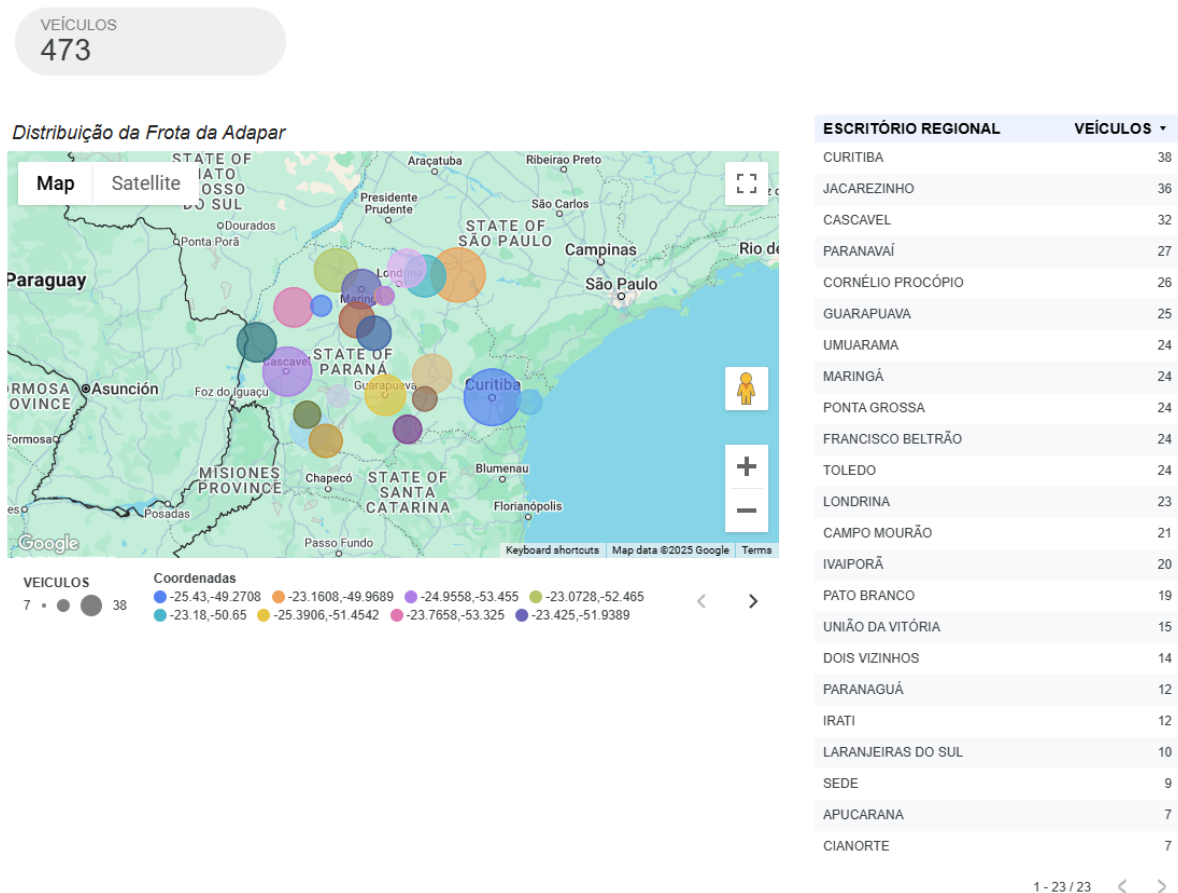 VEÍCULOS
473
Distribuição da Frota da Adapar
Map
Satellite
STATE OF
DO SUL
Dourados
Ponta Porã
Araçatuba
Ribeirao Preto
Presidente
Prudente
São Carlos
STATE OF
SÃO PAULO
Campinas
Rio de
São Paulo
Paraguay
Londrina
Maring
STATE OF
PARANÁ
Cascavel
Guarapuava
Curitiba
Asunción
Foz do Iguaçu
Formosa
MISIONES
PROVINCE
Chapecó
STATE OF
SANTA
CATARINA
Blumenau
Florianópolis
Posadas
Passo Fundo
Google
Keyboard shortcuts
Map data ©2025 Google
Terms
VEICULOS
7
38
Coordenadas
-25.43,-49.2708 -23.1608,-49.9689 -24.9558,-53.455 -23.0728,-52.465
-23.18,-50.65 -25.3906,-51.4542 -23.7658,-53.325 -23.425,-51.9389
ESCRITÓRIO REGIONAL VEÍCULOS
CURITIBA 38
JACAREZINHO 36
CASCAVEL 32
PARANAVAÍ 27
CORNÉLIO PROCÓPIO 26
GUARAPUAVA 25
UMUARAMA 24
MARINGÁ 24
PONTA GROSSA 24
FRANCISCO BELTRÃO 24
TOLEDO 24
LONDRINA 23
CAMPO MOURÃO 21
IVAIPORÃ 20
PATO BRANCO 19
UNIÃO DA VITÓRIA 15
DOIS VIZINHOS 14
PARANAGUÁ 12
IRATI 12
LARANJEIRAS DO SUL 10
SEDE 9
APUCARANA 7
CIANORTE 7
1 - 23 / 23